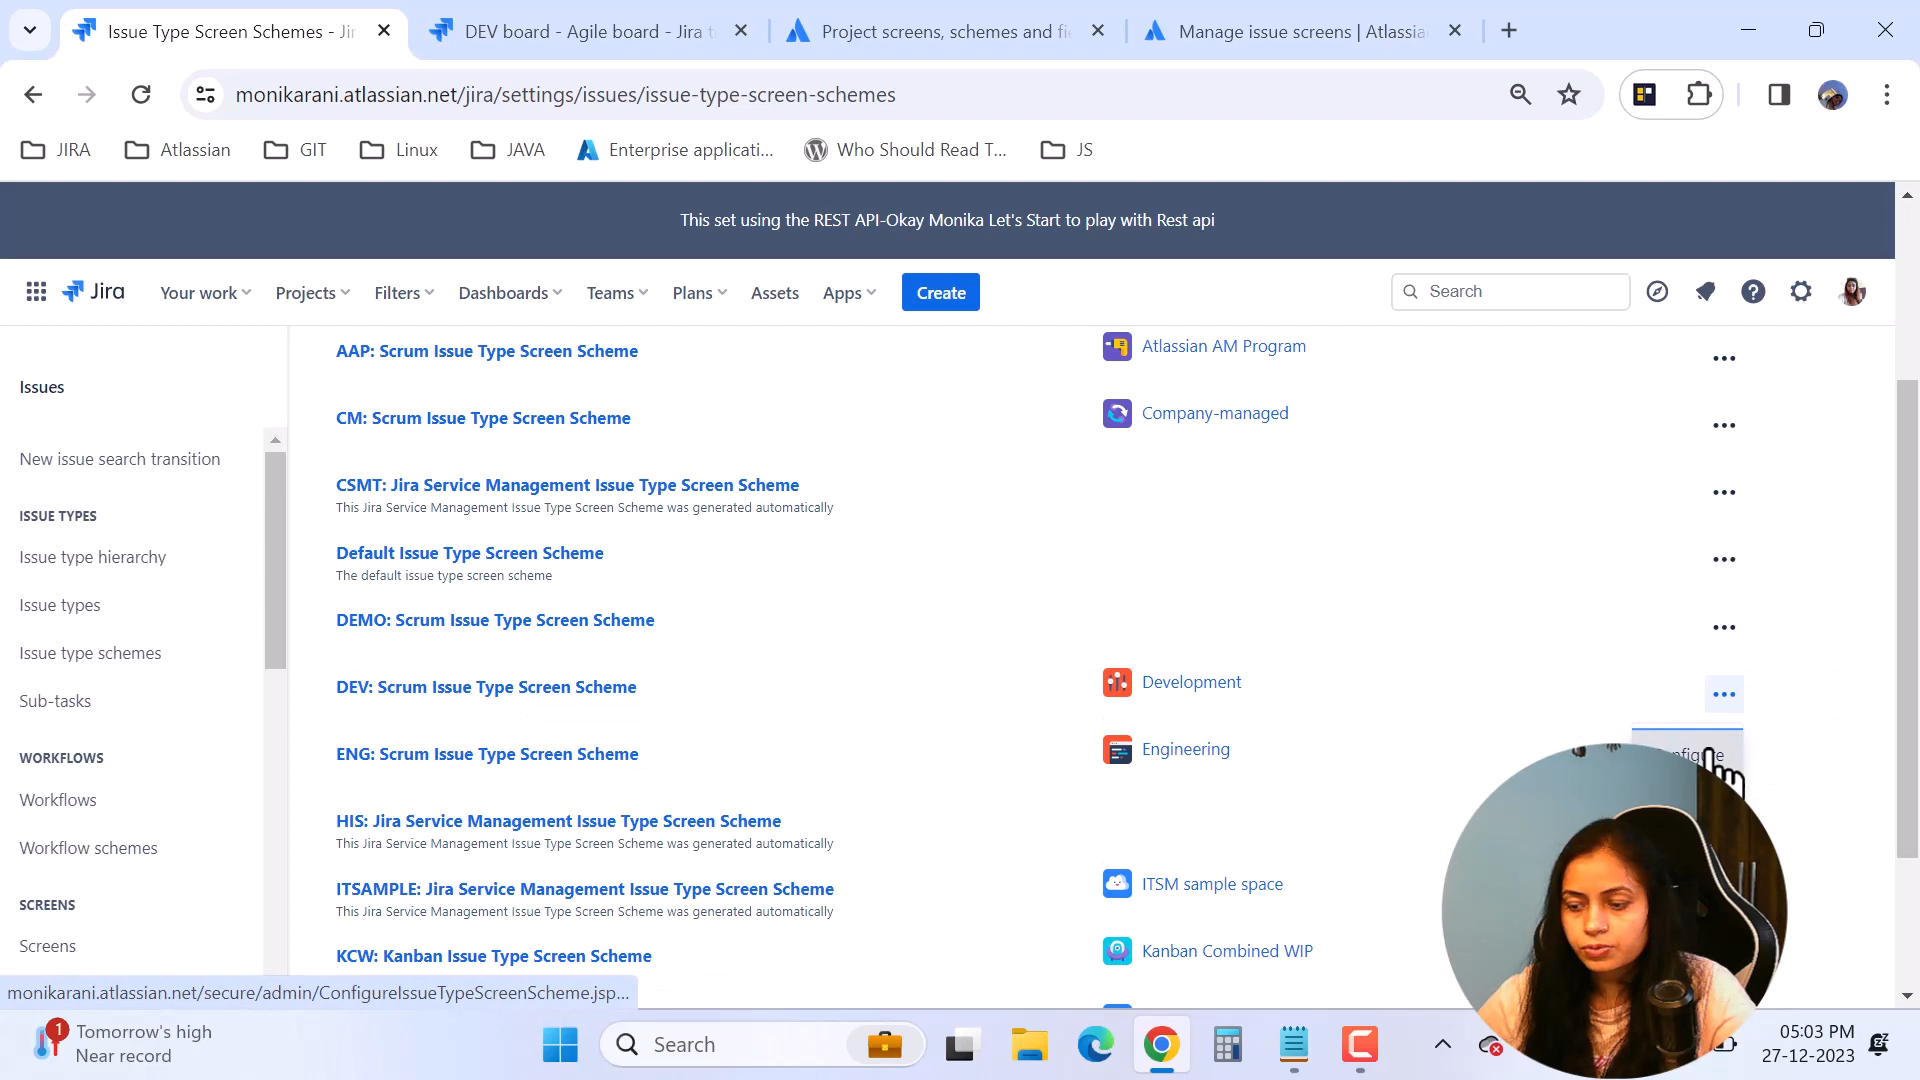 Issue Type Screen Schemes - Jir
DEV board - Agile board - Jira t
Project screens, schemes and fi
Manage issue screens | Atlassia
monikarani.atlassian.net/jira/settings/issues/issue-type-screen-schemes
JIRA
Atlassian
GIT
Linux
JAVA
Enterprise applicati...
Who Should Read T...
JS
This set using the REST API-Okay Monika Let's Start to play with Rest api
Jira
Your work
Projects
Filters
Dashboards
Teams
Plans
Assets
Apps
Create
Search
Issues
New issue search transition
ISSUE TYPES
Issue type hierarchy
Issue types
Issue type schemes
Sub-tasks
WORKFLOWS
Workflows
Workflow schemes
SCREENS
Screens
AAP: Scrum Issue Type Screen Scheme
Atlassian AM Program
CM: Scrum Issue Type Screen Scheme
Company-managed
CSMT: Jira Service Management Issue Type Screen Scheme
This Jira Service Management Issue Type Screen Scheme was generated automatically
Default Issue Type Screen Scheme
The default issue type screen scheme
DEMO: Scrum Issue Type Screen Scheme
DEV: Scrum Issue Type Screen Scheme
Development
ENG: Scrum Issue Type Screen Scheme
Engineering
HIS: Jira Service Management Issue Type Screen Scheme
This Jira Service Management Issue Type Screen Scheme was generated automatically
ITSAMPLE: Jira Service Management Issue Type Screen Scheme
This Jira Service Management Issue Type Screen Scheme was generated automatically
ITSM sample space
KCW: Kanban Issue Type Screen Scheme
Kanban Combined WIP
monikarani.atlassian.net/secure/admin/ConfigureIssueTypeScreenScheme.jsp...
1
Tomorrow's high
Near record
Search
05:03 PM
27-12-2023